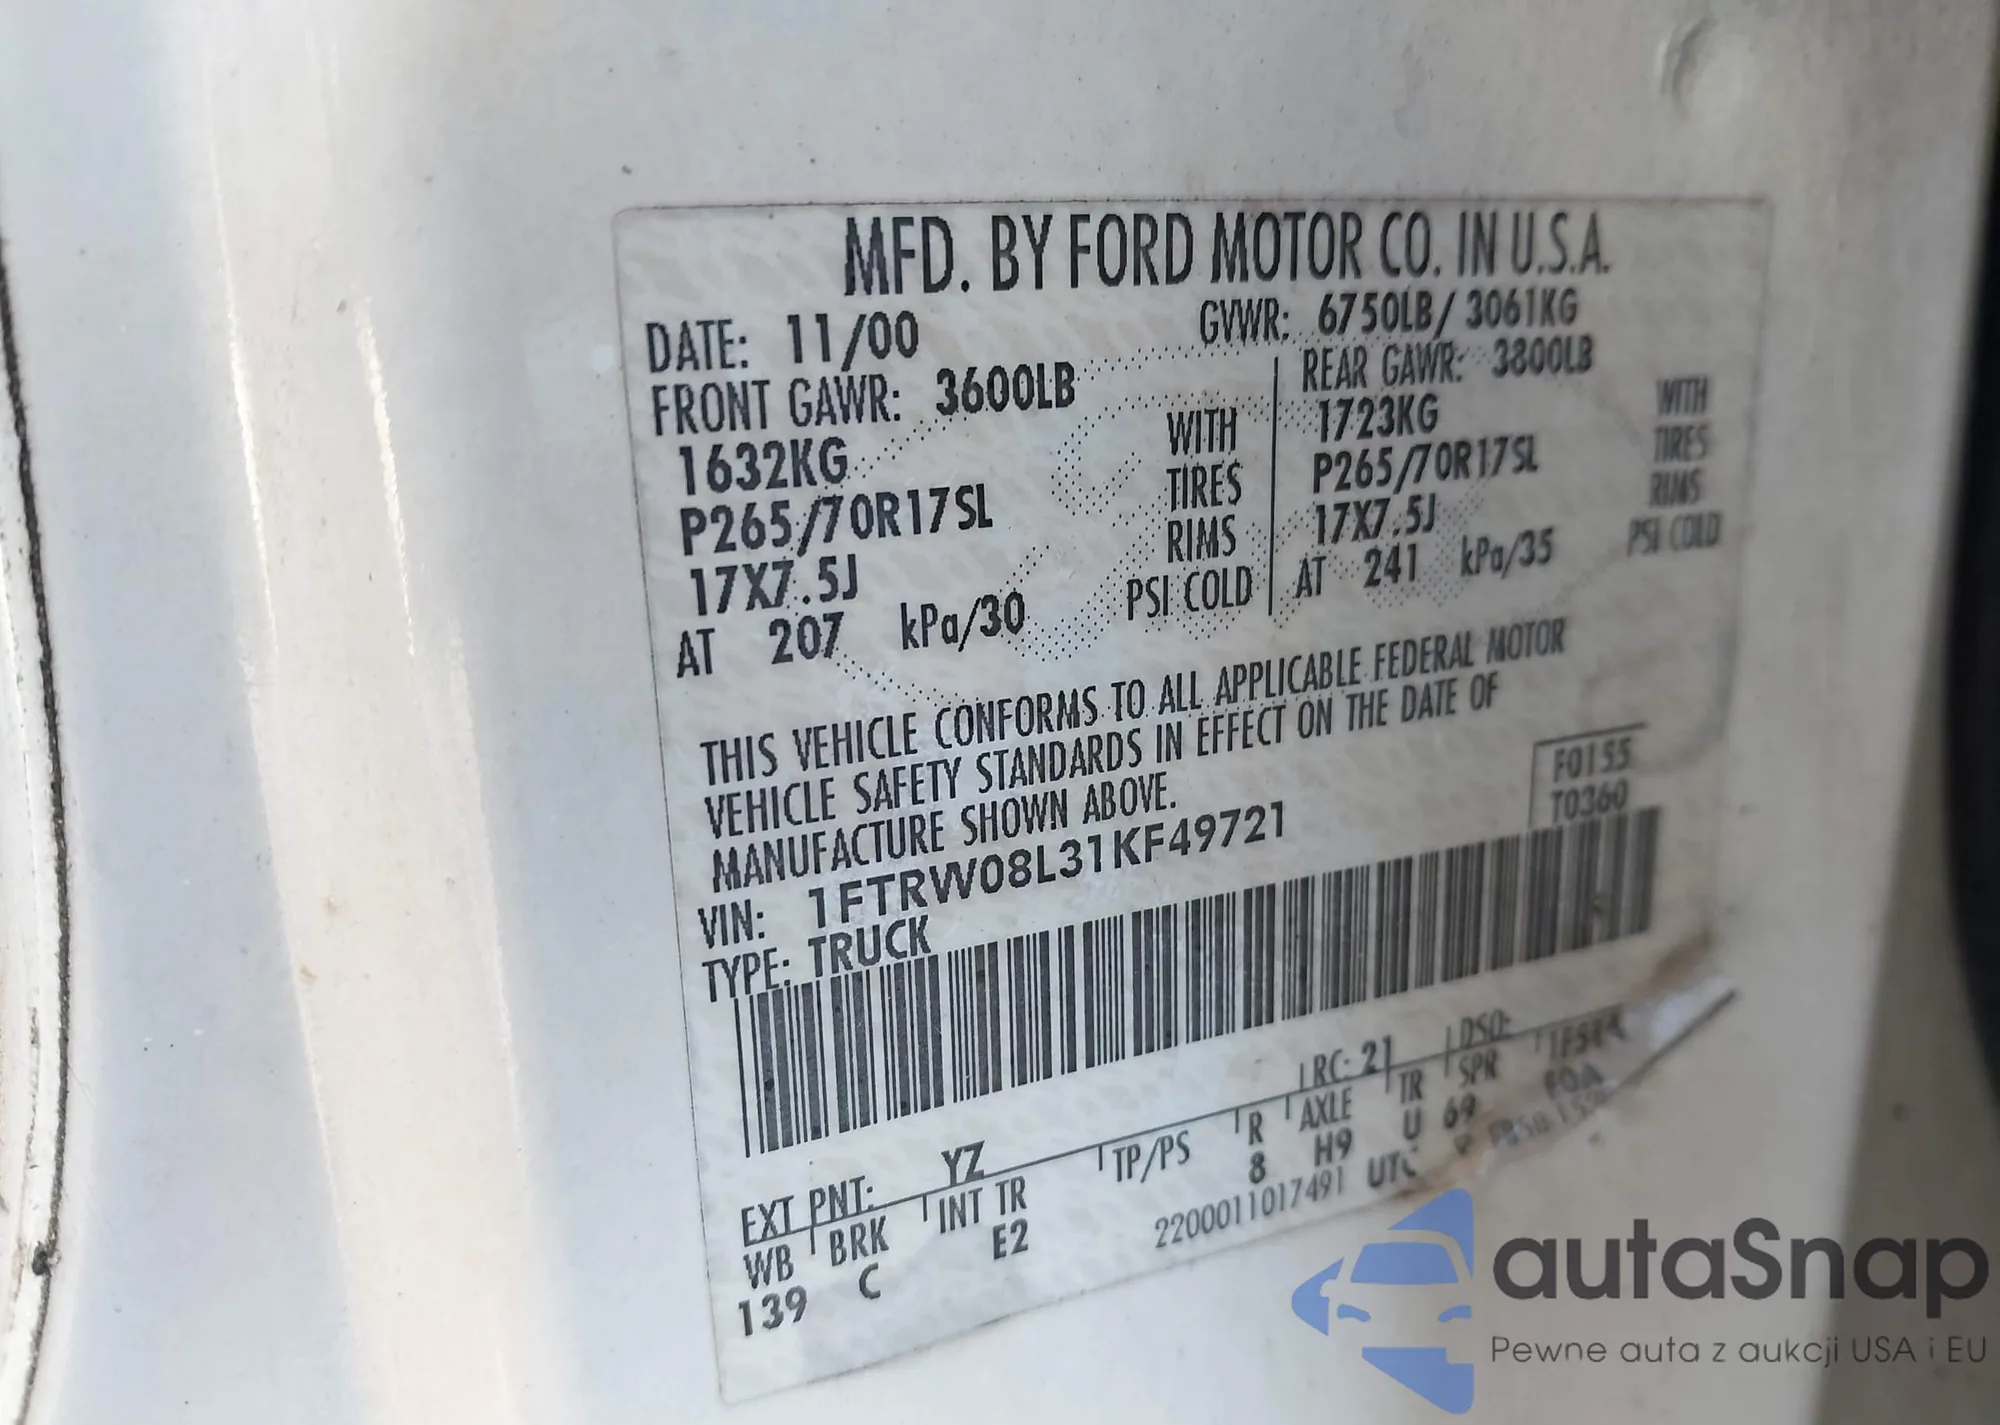 MFD. BY FORD MOTOR CO. IN U.S.A.
DATE: 11/00 GVWR: 6750LB/ 3061KG
FRONT GAWR: 3600LB REAR GAWR: 3800LB
1632KG WITH 1723KG WITH
P265/70R17SL TIRES P265/70R17SL TIRES
17X7.5J RIMS 17X7.5J RIMS
AT 207 kPa/30 PSI COLD AT 241 kPa/35 PSI COLD
THIS VEHICLE CONFORMS TO ALL APPLICABLE FEDERAL MOTOR
VEHICLE SAFETY STANDARDS IN EFFECT ON THE DATE OF
MANUFACTURE SHOWN ABOVE.
F0155
T0360
VIN: 1FTRW08L31KF49721
TYPE: TRUCK
EXT PNT: YZ RC: 21 DSO:
WB BRK INT TR TP/PS R AXLE TR SPR
139 C E2 8 H9 U 69
2200011017491
autaSnap
Pewne auta z aukcji USA i EU